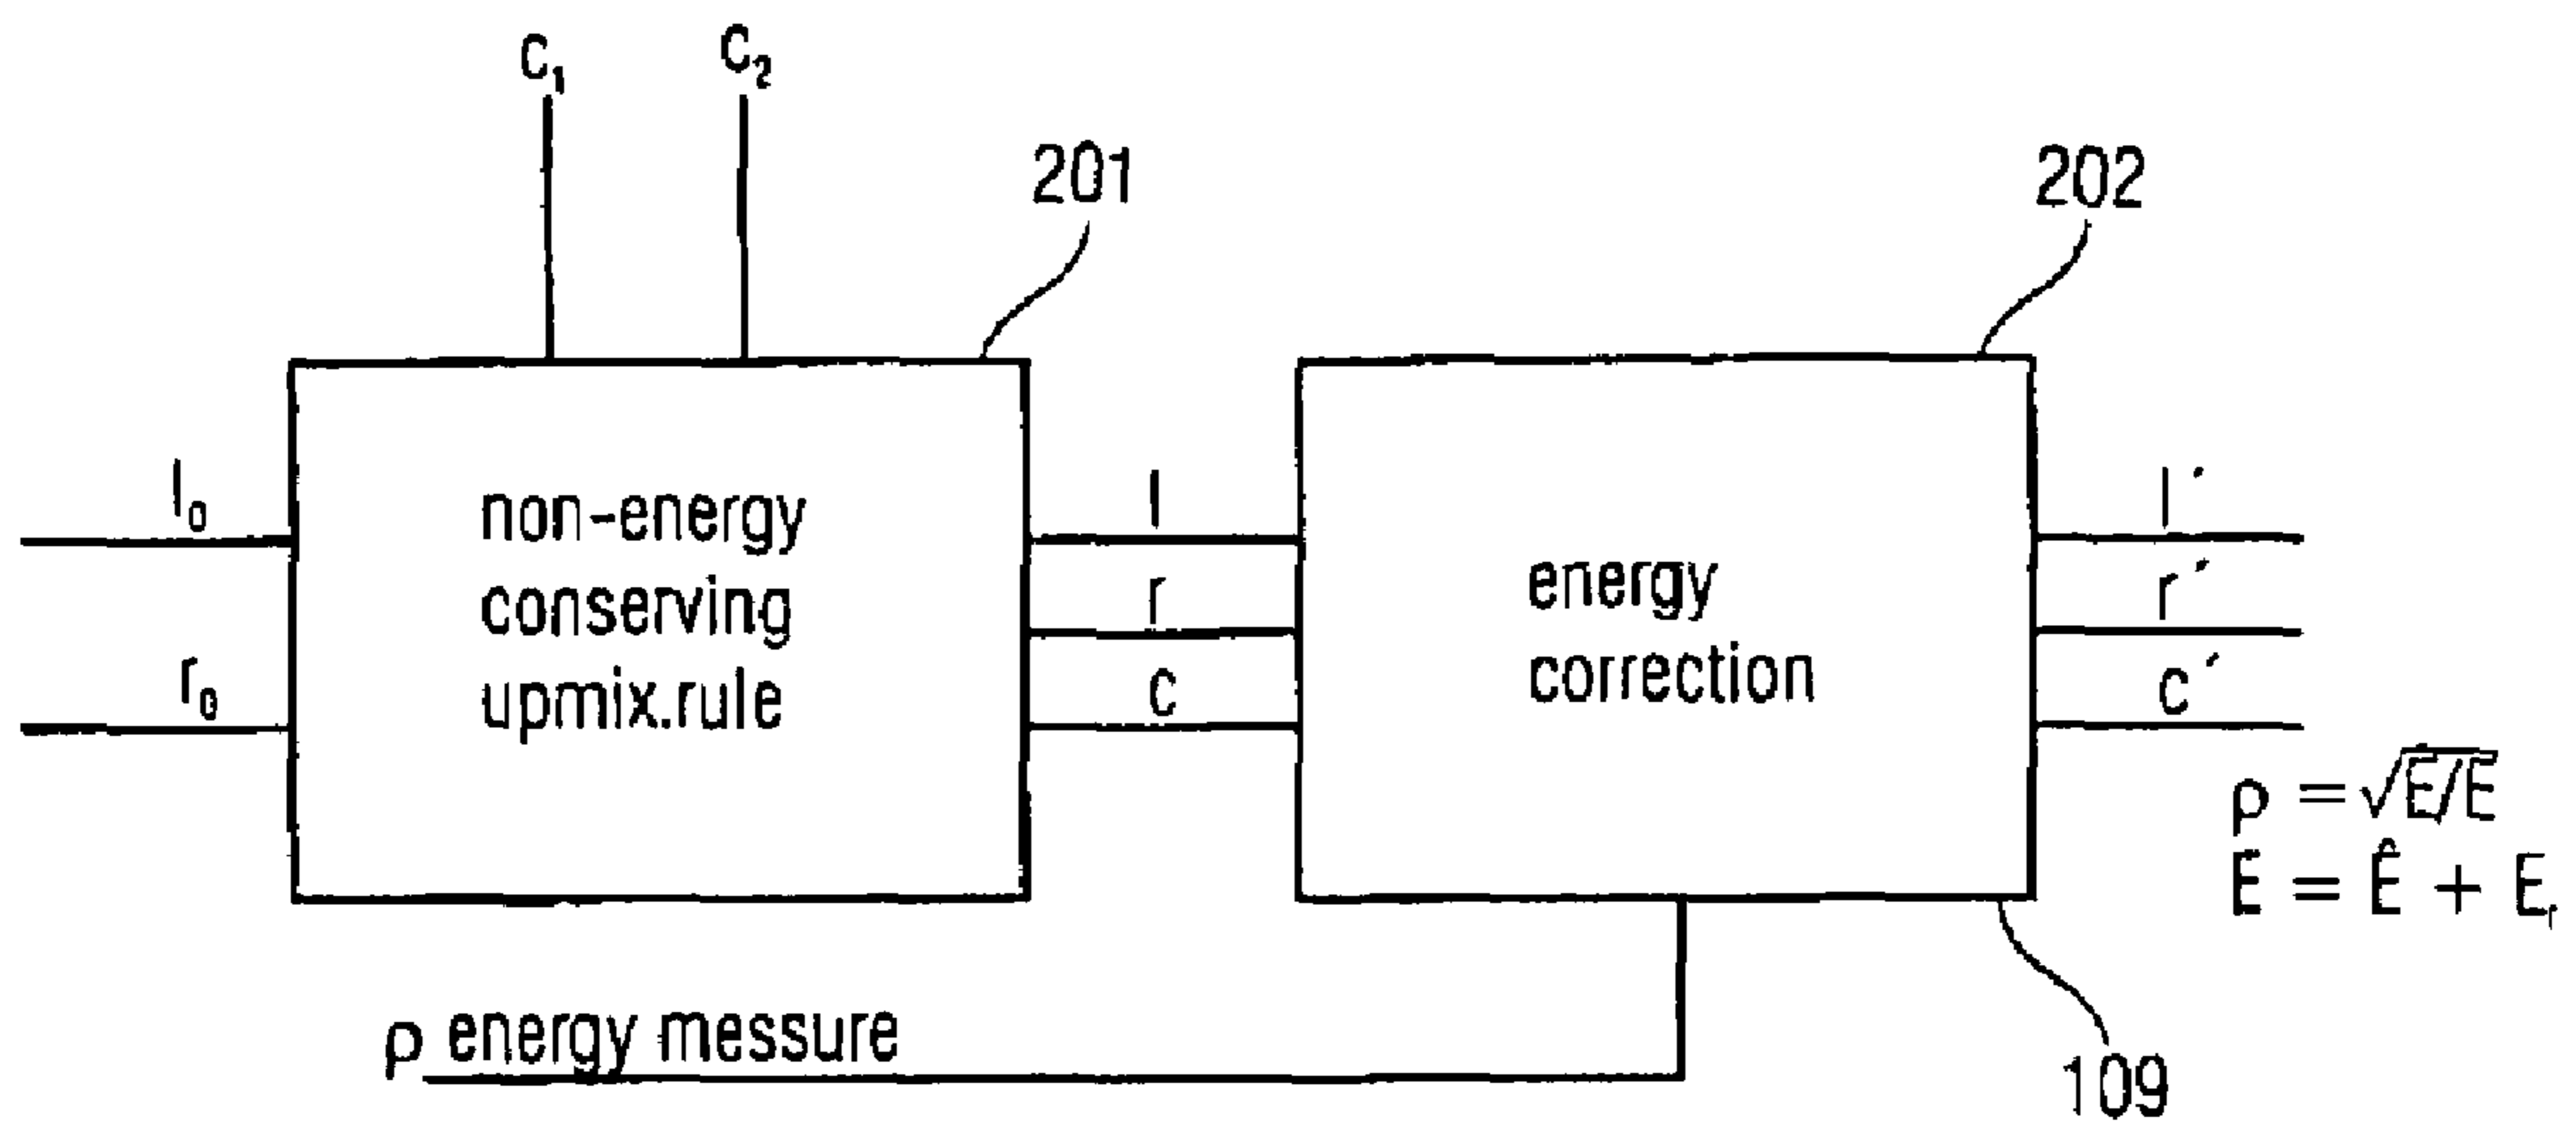 c₁ c₂
201
202
l₀
r₀
non-energy
conserving
upmix.rule
l
r
c
energy
correction
l´
r´
c´
ρ = √Ê/E
E = Ê + Eᵣ
ρ energy messure
109